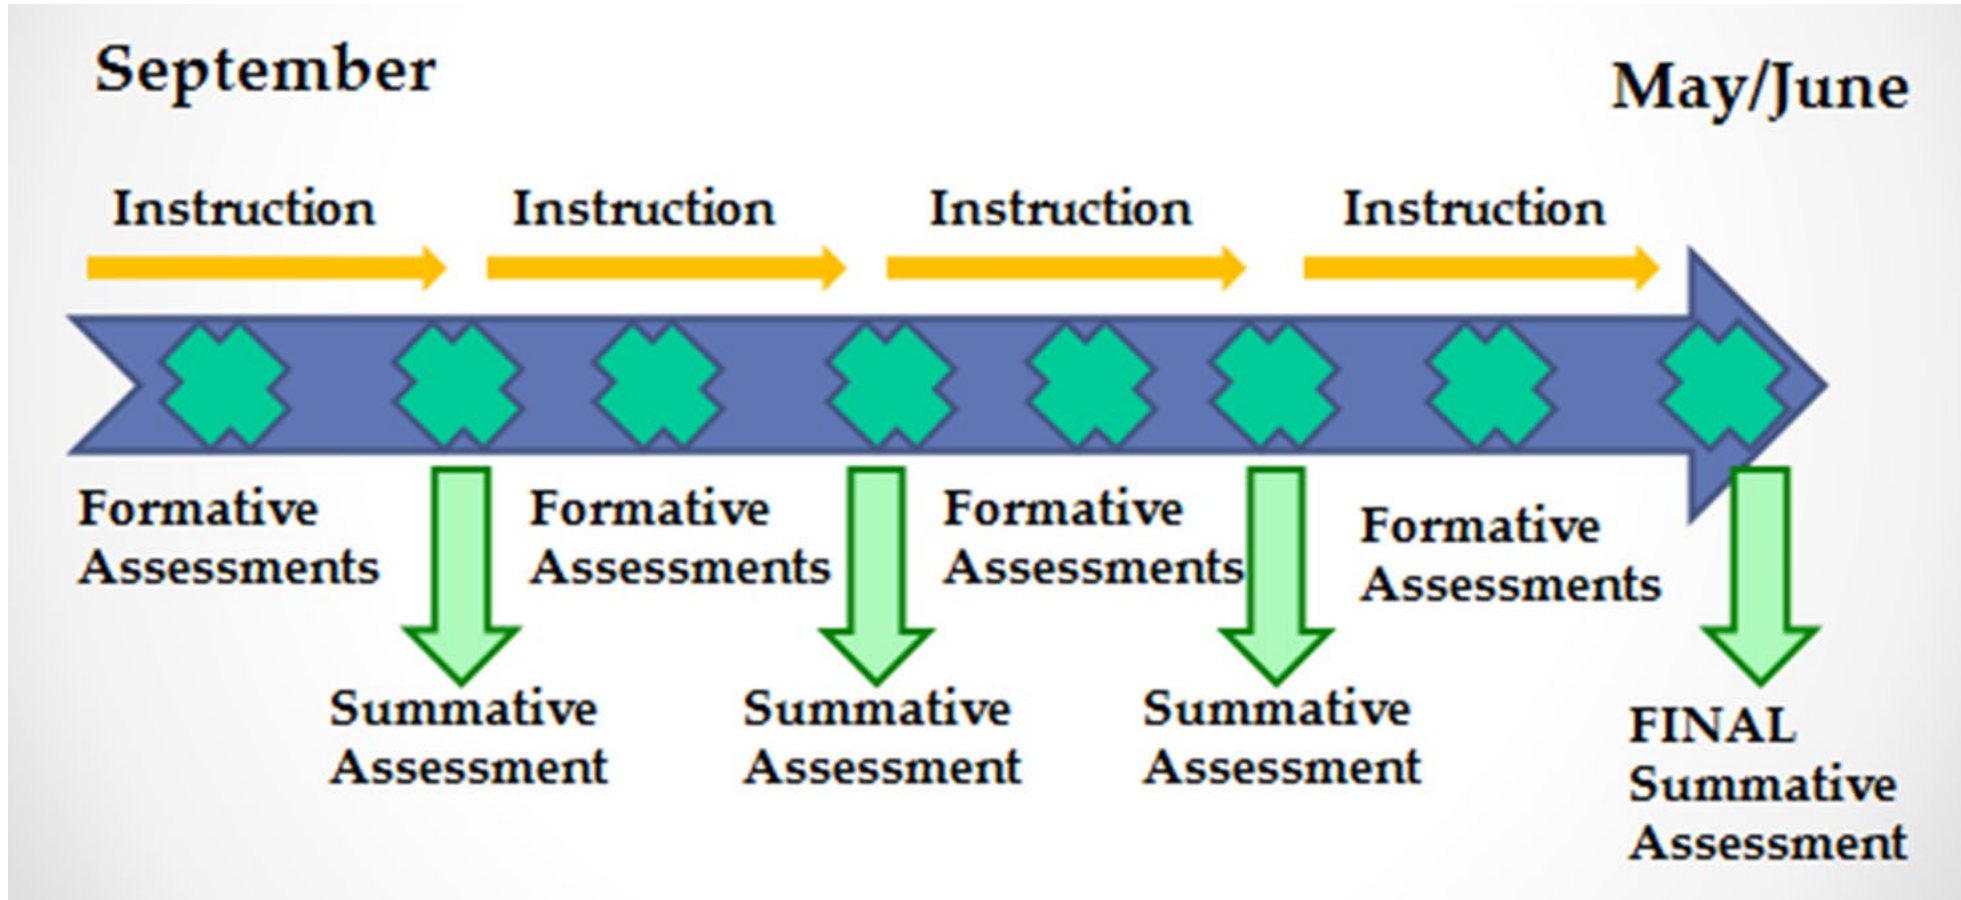 September
May/June
Instruction
Instruction
Instruction
Instruction
Formative
Assessments
Formative
Assessments
Formative
Assessments
Formative
Assessments
Summative
Assessment
Summative
Assessment
Summative
Assessment
FINAL
Summative
Assessment